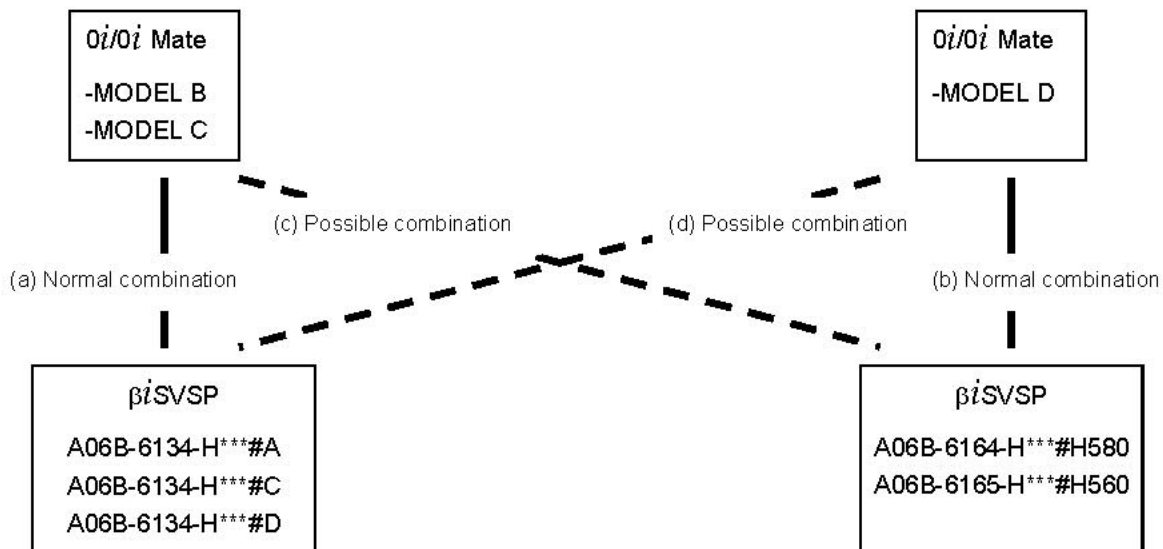 0i/0i Mate
-MODEL B
-MODEL C
0i/0i Mate
-MODEL D
(c) Possible combination
(d) Possible combination
(a) Normal combination
(b) Normal combination
βiSVSP
A06B-6134-H***#A
A06B-6134-H***#C
A06B-6134-H***#D
βiSVSP
A06B-6164-H***#H580
A06B-6165-H***#H560